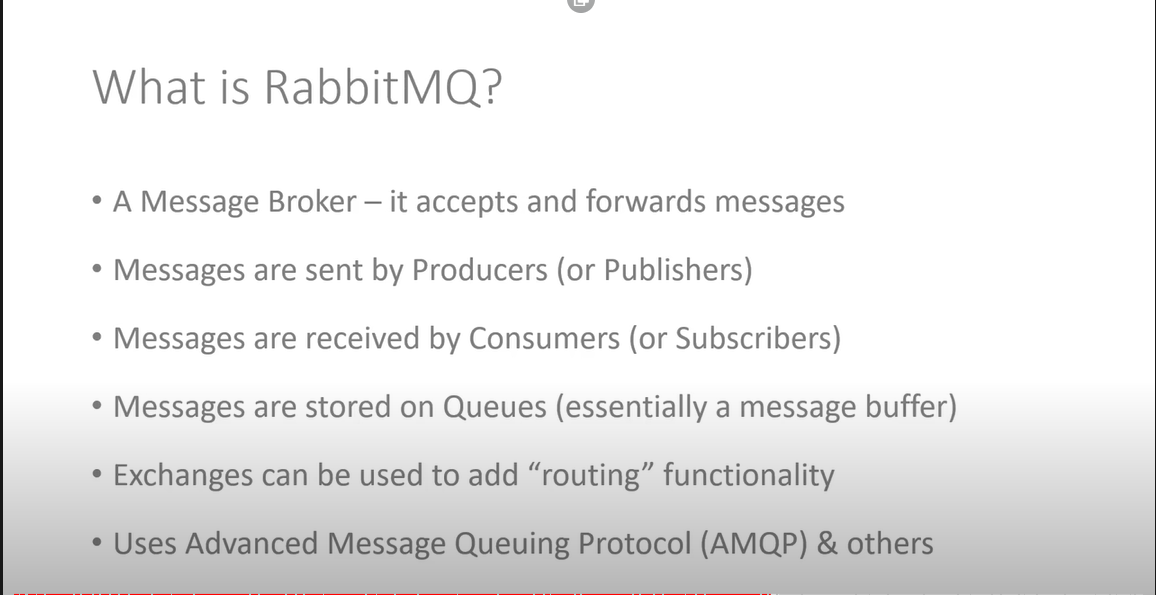 What is RabbitMQ?
• A Message Broker – it accepts and forwards messages
• Messages are sent by Producers (or Publishers)
• Messages are received by Consumers (or Subscribers)
• Messages are stored on Queues (essentially a message buffer)
• Exchanges can be used to add “routing” functionality
• Uses Advanced Message Queuing Protocol (AMQP) & others